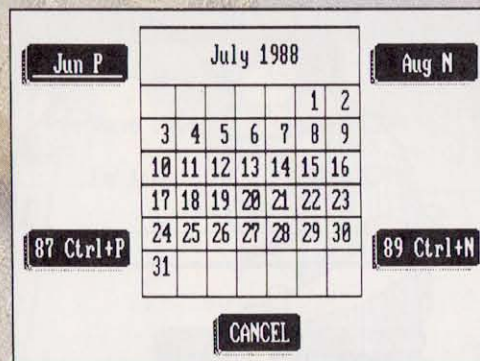 Jun P
July 1988
Aug N
1 2
3 4 5 6 7 8 9
10 11 12 13 14 15 16
17 18 19 20 21 22 23
24 25 26 27 28 29 30
31
87 Ctrl+P
89 Ctrl+N
CANCEL